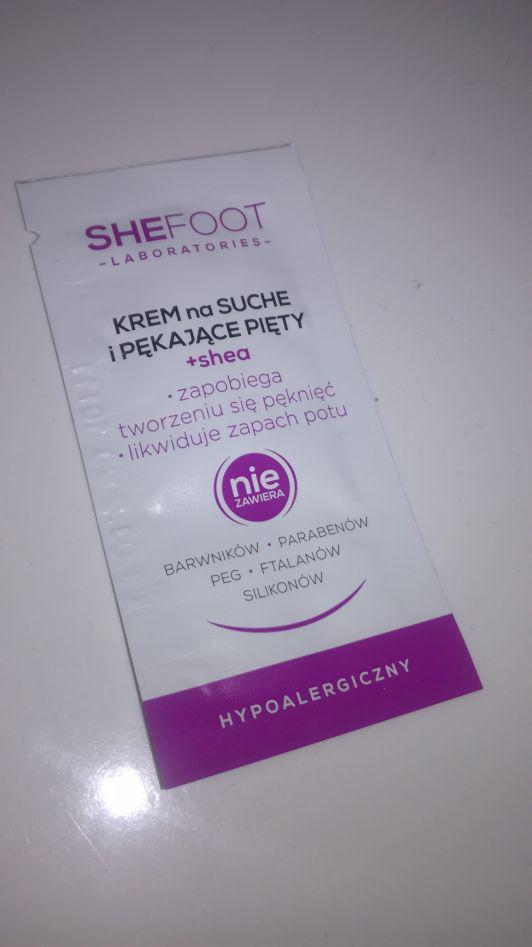 SHEFOOT
-LABORATORIES-
KREM na SUCHE
i PĘKAJĄCE PIĘTY
+shea
• zapobiega
tworzeniu się pęknięć
• likwiduje zapach potu
nie
ZAWIERA
BARWNIKÓW • PARABENÓW
PEG • FTALANÓW
SILIKONÓW
HYPOALERGICZNY